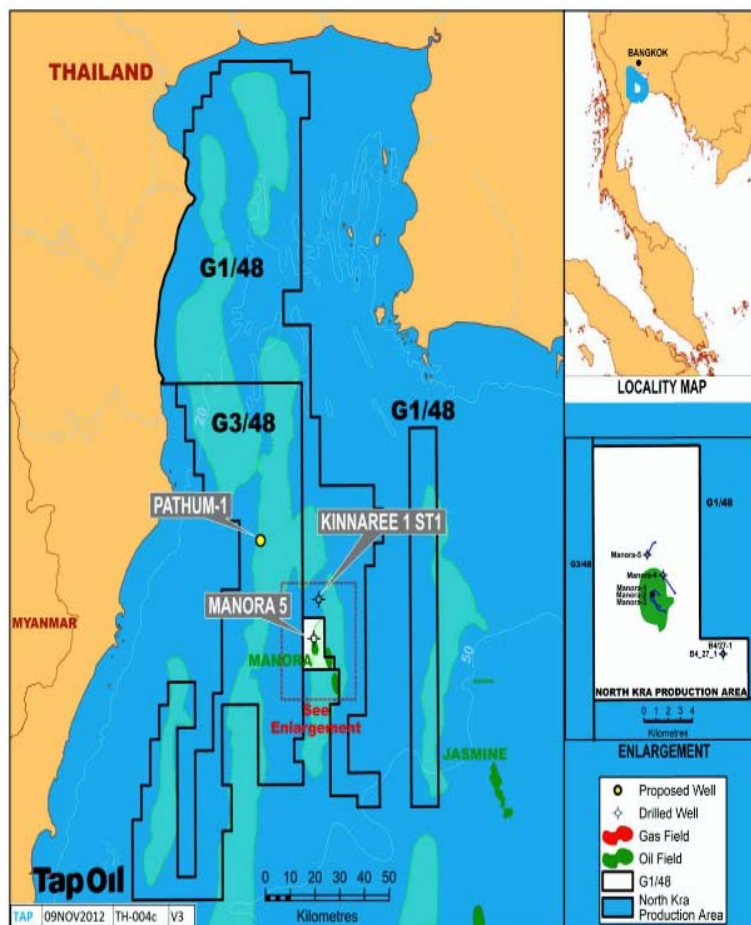 THAILAND
G1/48
G3/48
G1/48
20
PATHUM-1
KINNAREE 1 ST1
MANORA 5
MANORA
See
Enlargement
50
JASMINE
MYANMAR
Tap Oil
0 10 20 30 40 50
Kilometres
TAP 09NOV2012 TH-004c V3
BANGKOK
LOCALITY MAP
G1/48
G3/48
Manora-5
Manora-4
Manora-1
B4/27-1
B4_27_1
NORTH KRA PRODUCTION AREA
0 1 2 3 4
Kilometres
ENLARGEMENT
Proposed Well
Drilled Well
Gas Field
Oil Field
G1/48
North Kra
Production Area